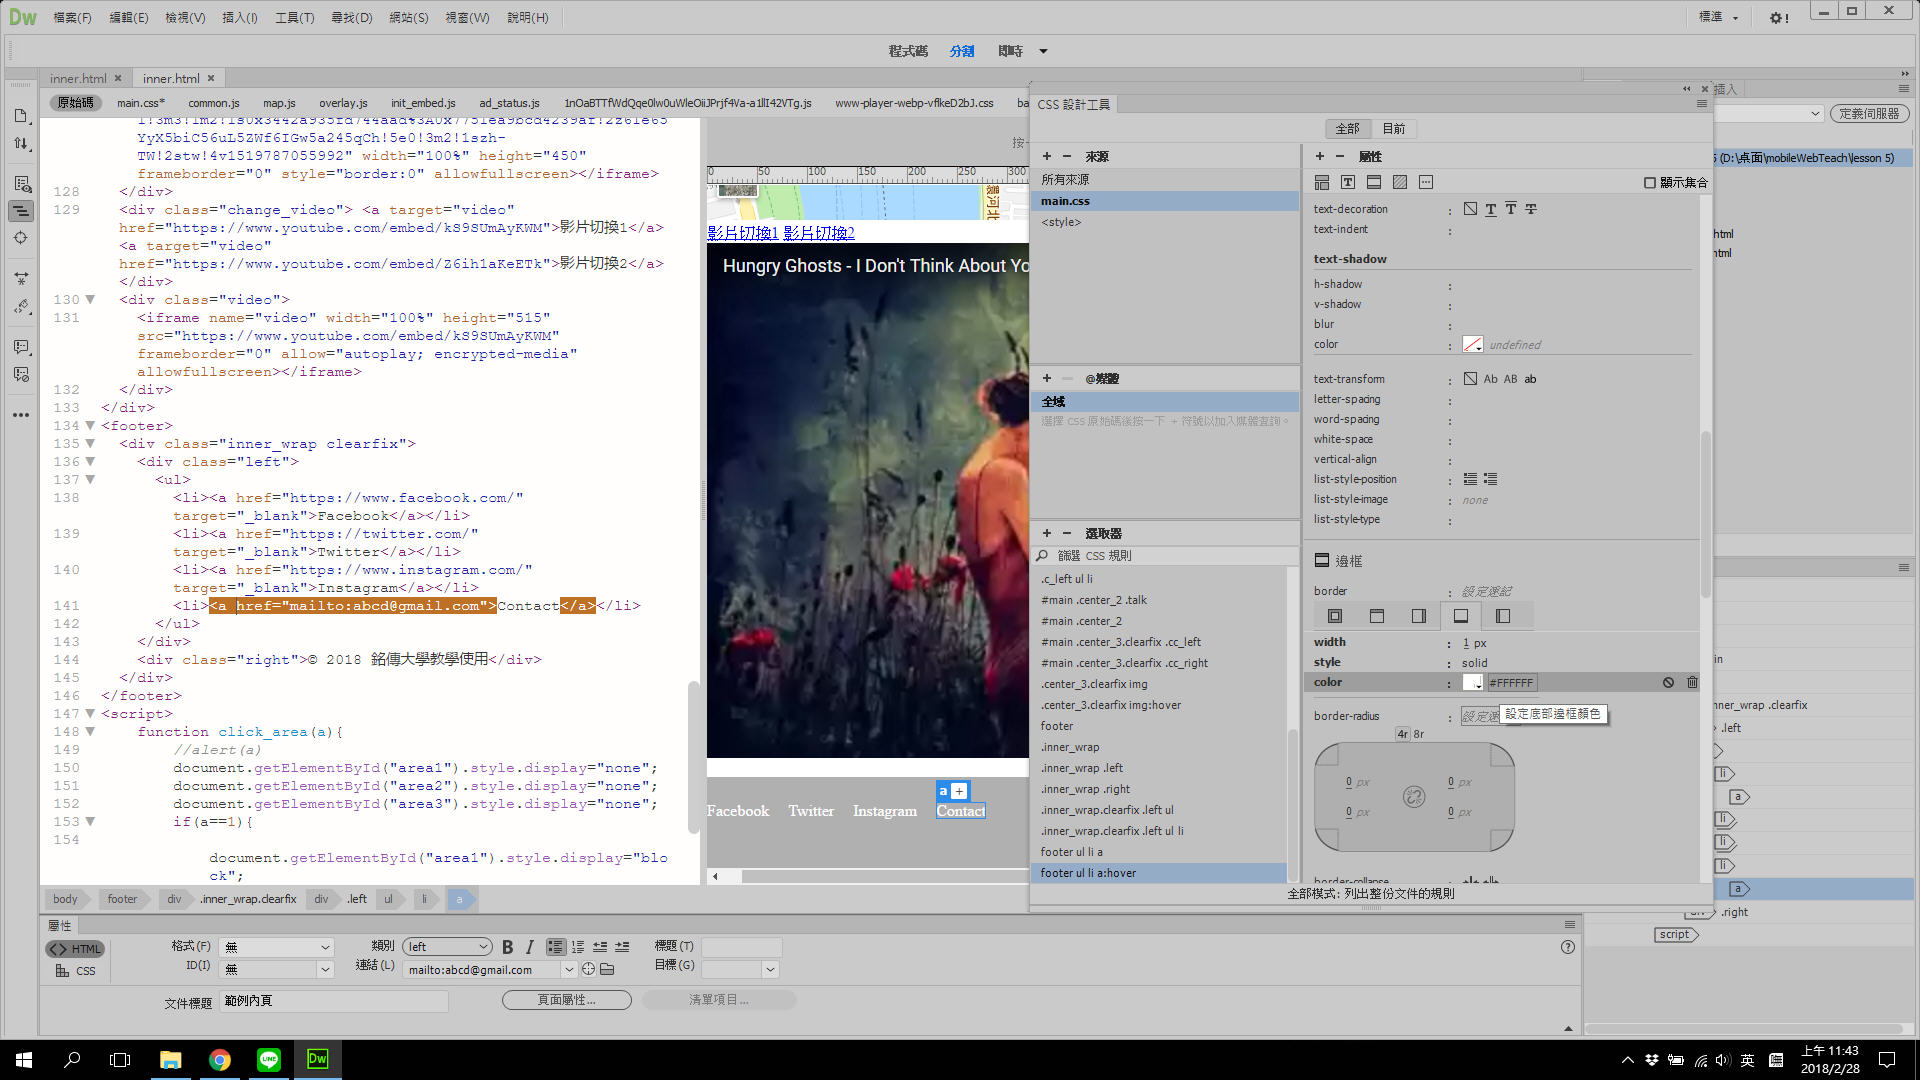 Dw 檔案(F) 編輯(E) 檢視(V) 插入(I) 工具(T) 尋找(D) 網站(S) 視窗(W) 說明(H) 標準
程式碼 分割 即時
inner.html inner.html
原始碼 main.css* common.js map.js overlay.js init_embed.js ad_status.js 1nOaBTTfWdQqe0lw0uWleOiiJPrjf4Va-a1lII42VTg.js www-player-webp-vflkeD2bJ.css ba
YyX5biC56uL5ZWf6IGw5a245qCh!5e0!3m2!1szh-
TW!2stw!4v1519787055992" width="100%" height="450"
frameborder="0" style="border:0" allowfullscreen></iframe>
128 </div>
129 <div class="change_video"> <a target="video"
href="https://www.youtube.com/embed/kS9SUmAyKWM">影片切換1</a>
<a target="video"
href="https://www.youtube.com/embed/Z6ih1aKeETk">影片切換2</a>
</div>
130 <div class="video">
131 <iframe name="video" width="100%" height="515"
src="https://www.youtube.com/embed/kS9SUmAyKWM"
frameborder="0" allow="autoplay; encrypted-media"
allowfullscreen></iframe>
132 </div>
133 </div>
134 <footer>
135 <div class="inner_wrap clearfix">
136 <div class="left">
137 <ul>
138 <li><a href="https://www.facebook.com/"
target="_blank">Facebook</a></li>
139 <li><a href="https://twitter.com/"
target="_blank">Twitter</a></li>
140 <li><a href="https://www.instagram.com/"
target="_blank">Instagram</a></li>
141 <li><a href="mailto:abcd@gmail.com">Contact</a></li>
142 </ul>
143 </div>
144 <div class="right">© 2018 銘傳大學教學使用</div>
145 </div>
146 </footer>
147 <script>
148 function click_area(a){
149 //alert(a)
150 document.getElementById("area1").style.display="none";
151 document.getElementById("area2").style.display="none";
152 document.getElementById("area3").style.display="none";
153 if(a==1){
154
document.getElementById("area1").style.display="blo
ck";
body footer div .inner_wrap.clearfix div .left ul li a
按一
0 50 100 150 200 250 300
河北
影片切換1 影片切換2
Hungry Ghosts - I Don't Think About Yo
a +
Facebook Twitter Instagram Contact
CSS 設計工具
全部 目前
+ − 來源
所有來源
main.css
<style>
+ − @媒體
全域
選擇 CSS 原始碼後按一下 + 符號以加入媒體查詢。
+ − 選取器
篩選 CSS 規則
.c_left ul li
#main .center_2 .talk
#main .center_2
#main .center_3.clearfix .cc_left
#main .center_3.clearfix .cc_right
.center_3.clearfix img
.center_3.clearfix img:hover
footer
.inner_wrap
.inner_wrap .left
.inner_wrap .right
.inner_wrap.clearfix .left ul
.inner_wrap.clearfix .left ul li
footer ul li a
footer ul li a:hover
全部模式: 列出整份文件的規則
+ − 屬性
顯示集合
text-decoration : T T T
text-indent :
text-shadow
h-shadow :
v-shadow :
blur :
color : undefined
text-transform : Ab AB ab
letter-spacing :
word-spacing :
white-space :
vertical-align :
list-style-position :
list-style-image : none
list-style-type :
邊框
border : 設定速記
width : 1 px
style : solid
color : #FFFFFF
設定底部邊框顏色
border-radius : 設定速
4r 8r
0 px 0 px
0 px 0 px
border-collapse :
插入
定義伺服器
(D:\桌面\mobileWebTeach\lesson 5)
html
html
in
nner_wrap .clearfix
.left
li
a
li
li
li
a
div .right
script
屬性
<> HTML 格式(F) 無 類別 left B I 標題(T)
CSS ID(I) 無 連結(L) mailto:abcd@gmail.com 目標(G)
文件標題 範例內頁 頁面屬性... 清單項目...
Dw 英 上午 11:43
2018/2/28